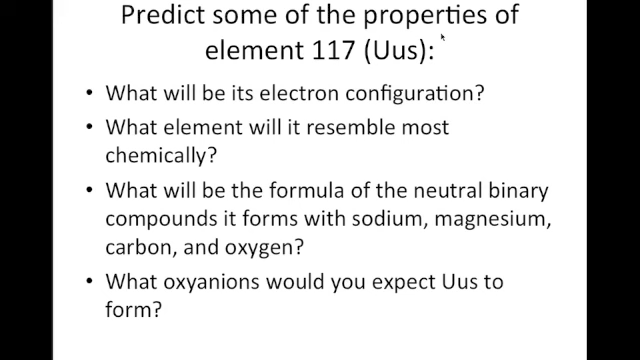 Predict some of the properties of
element 117 (Uus):
• What will be its electron configuration?
• What element will it resemble most
chemically?
• What will be the formula of the neutral binary
compounds it forms with sodium, magnesium,
carbon, and oxygen?
• What oxyanions would you expect Uus to
form?